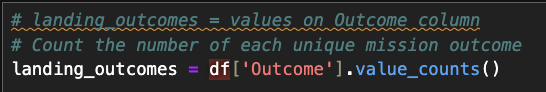 # landing_outcomes = values on Outcome column
# Count the number of each unique mission outcome
landing_outcomes = df['Outcome'].value_counts()